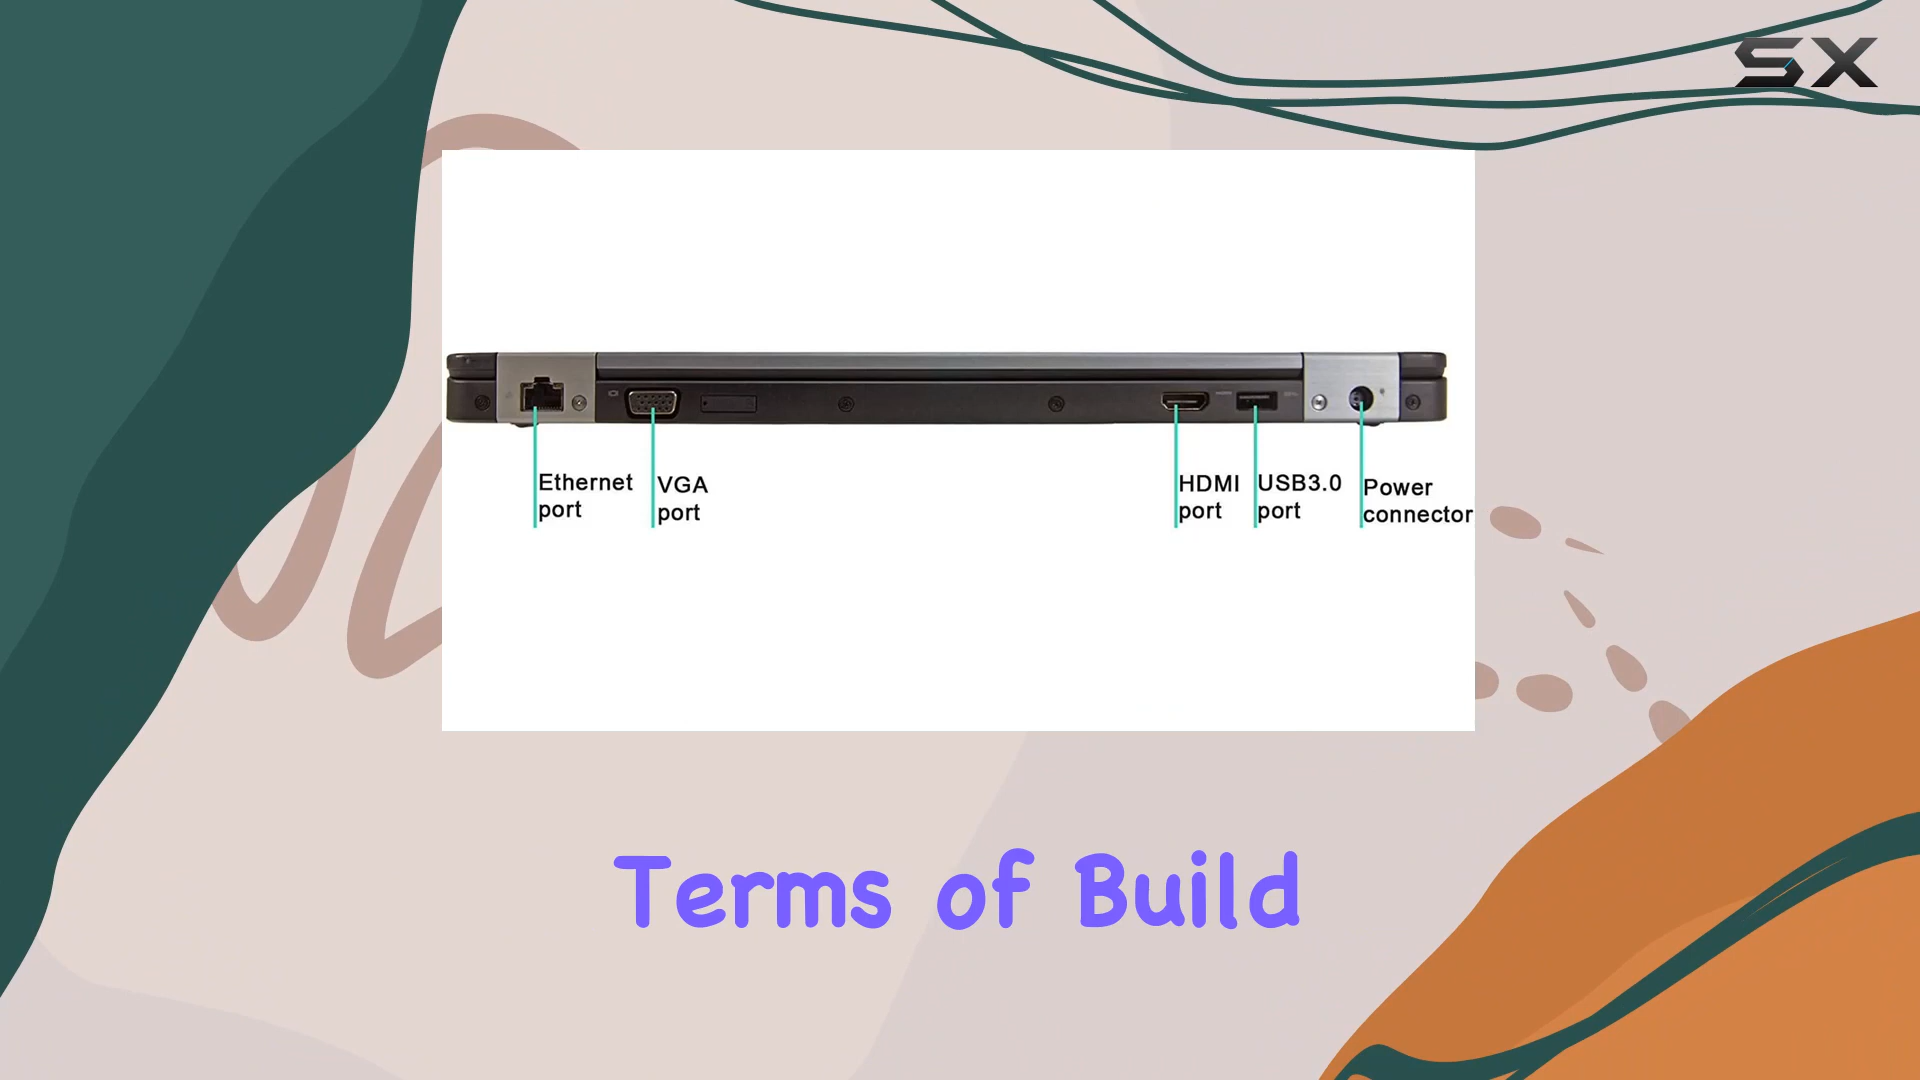 SX
Ethernet port
VGA port
HDMI port
USB3.0 port
Power connector
Terms of Build